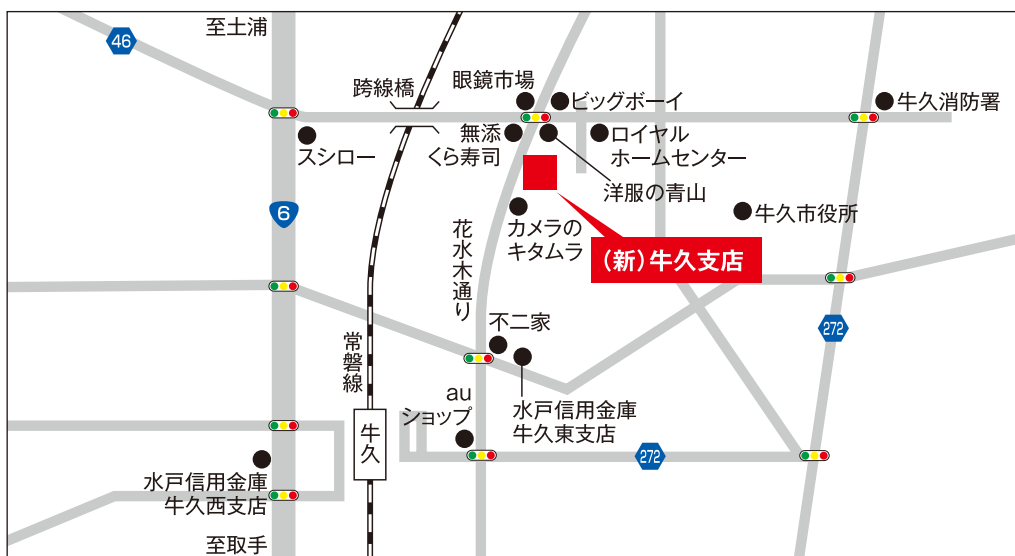 至土浦
46
跨線橋
眼鏡市場
ビッグボーイ
牛久消防署
スシロー
無添
くら寿司
ロイヤル
ホームセンター
洋服の青山
6
カメラの
キタムラ
牛久市役所
(新)牛久支店
花水木通り
常磐線
不二家
272
au
ショップ
水戸信用金庫
牛久東支店
牛久
272
水戸信用金庫
牛久西支店
至取手